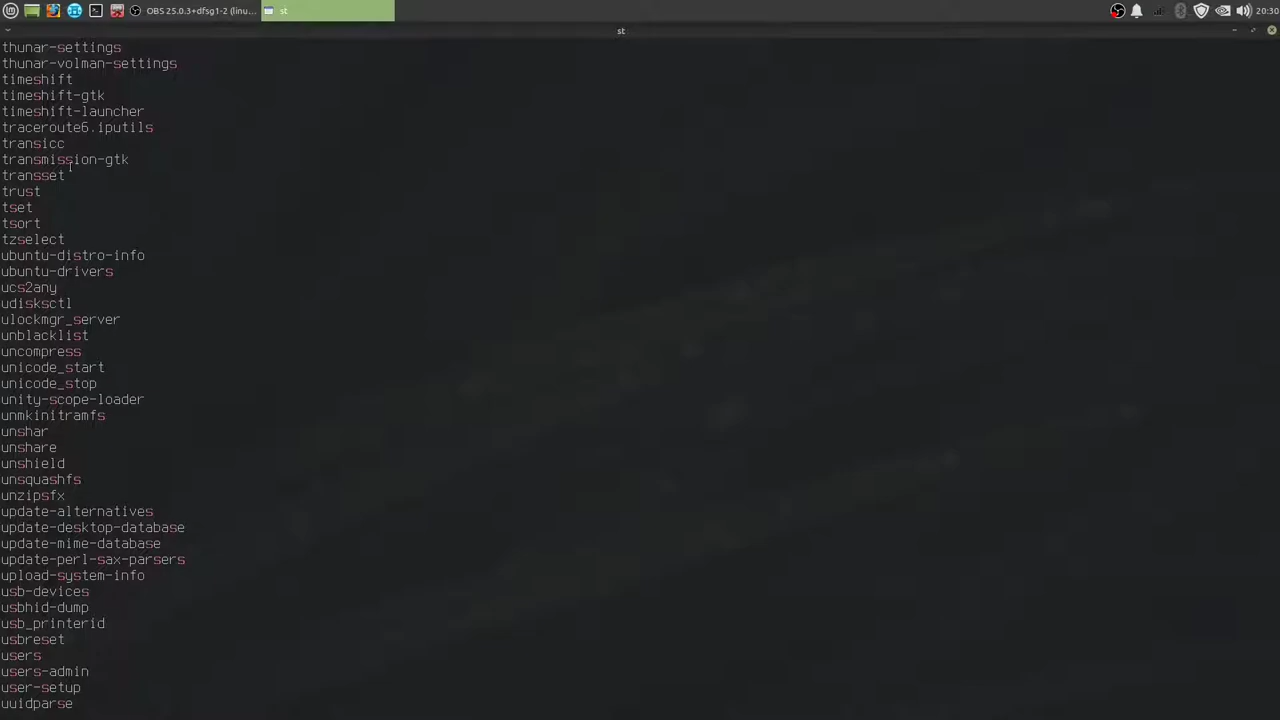 OBS 25.0.3+dfsg1-2 (linu...
st
20:30
st
thunar-settings
thunar-volman-settings
timeshift
timeshift-gtk
timeshift-launcher
traceroute6.iputils
transicc
transmission-gtk
transset
trust
tset
tsort
tzselect
ubuntu-distro-info
ubuntu-drivers
ucs2any
udisksctl
ulockmgr_server
unblacklist
uncompress
unicode_start
unicode_stop
unity-scope-loader
unmkinitramfs
unshar
unshare
unshield
unsquashfs
unzipsfx
update-alternatives
update-desktop-database
update-mime-database
update-perl-sax-parsers
upload-system-info
usb-devices
usbhid-dump
usb_printerid
usbreset
users
users-admin
user-setup
uuidparse